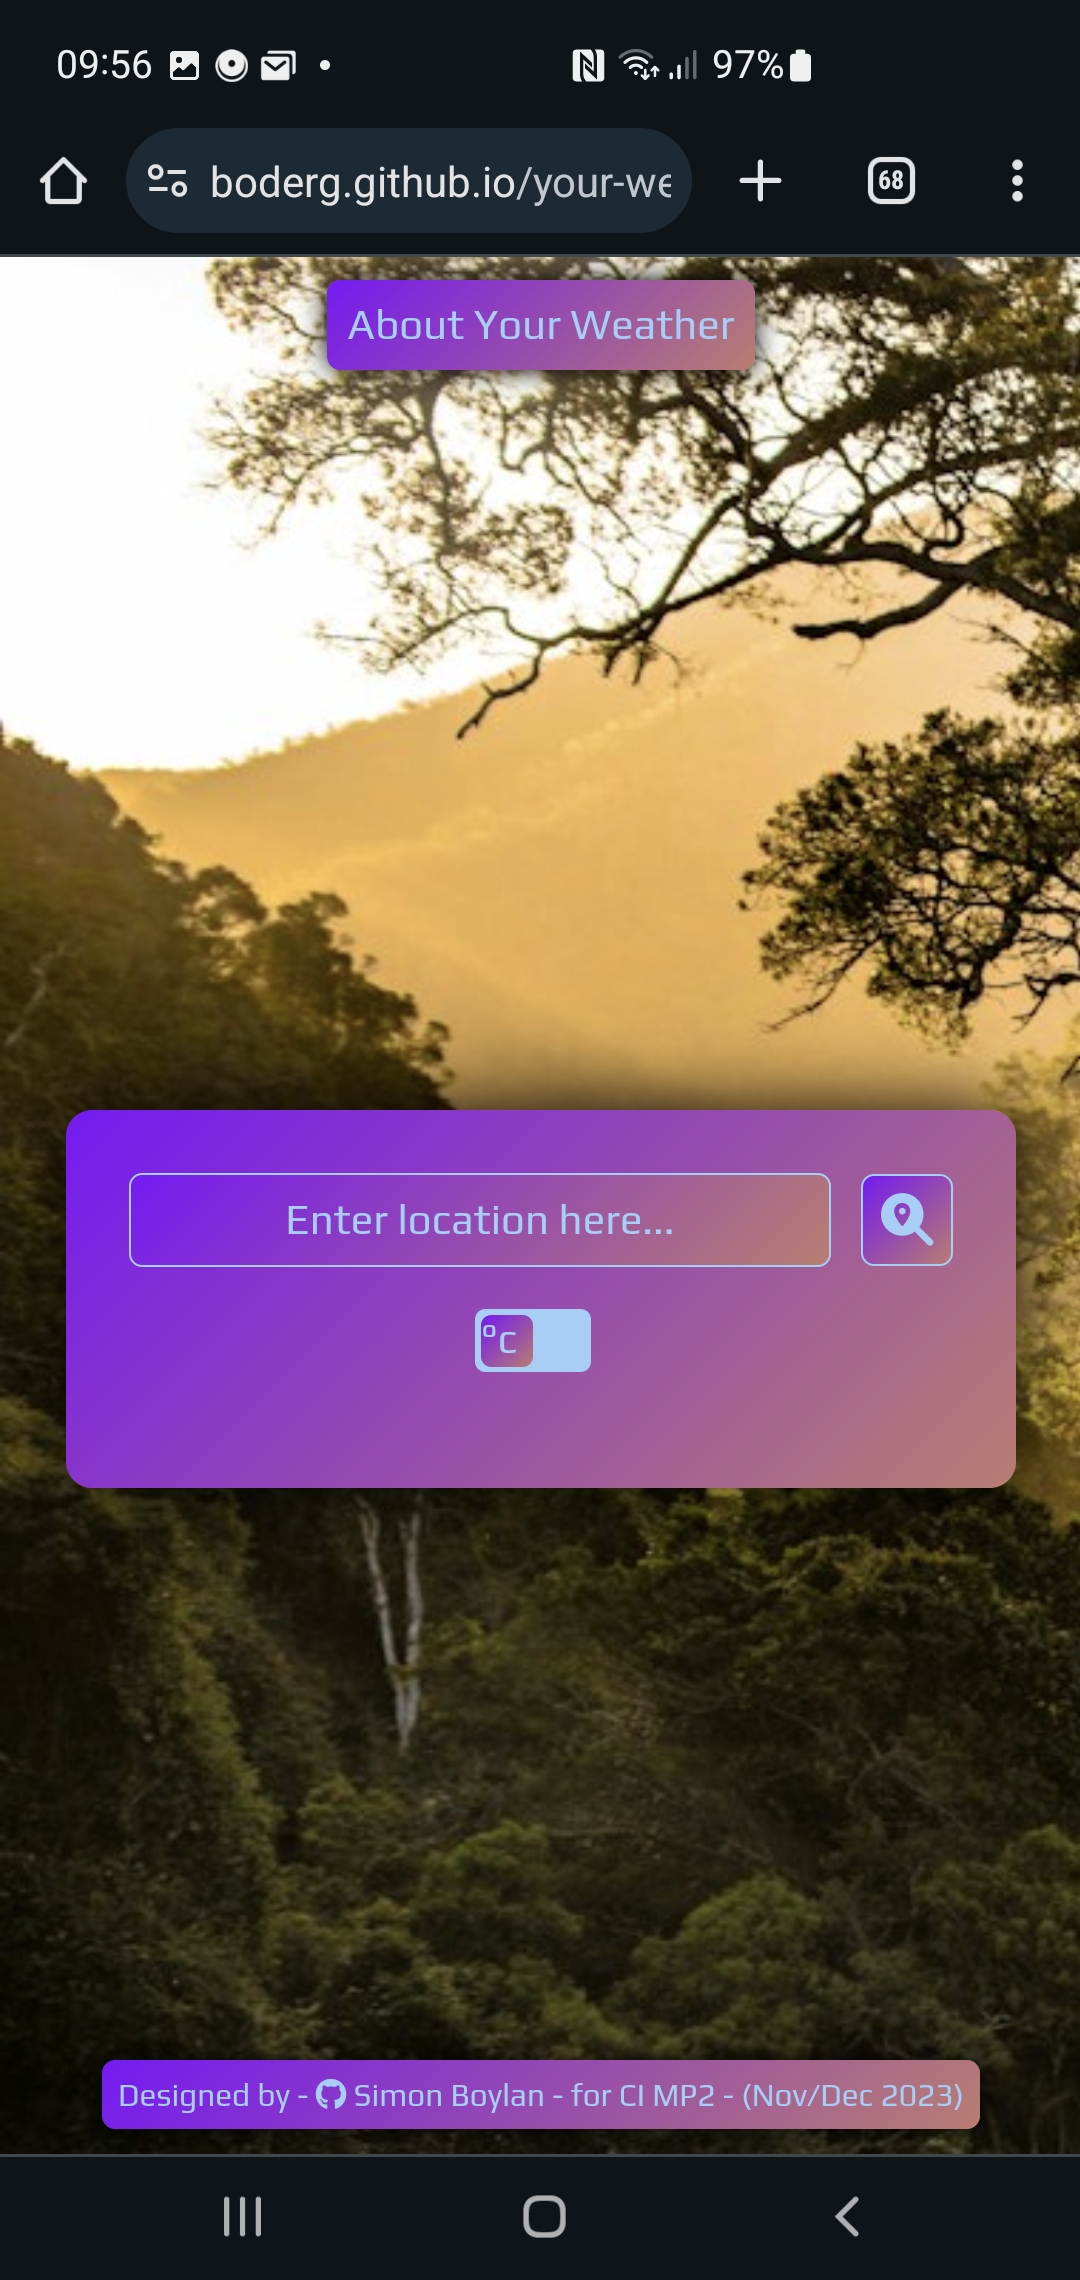 09:56 97%
boderg.github.io/your-we 68
About Your Weather
Enter location here...
°C
Designed by - Simon Boylan - for CI MP2 - (Nov/Dec 2023)